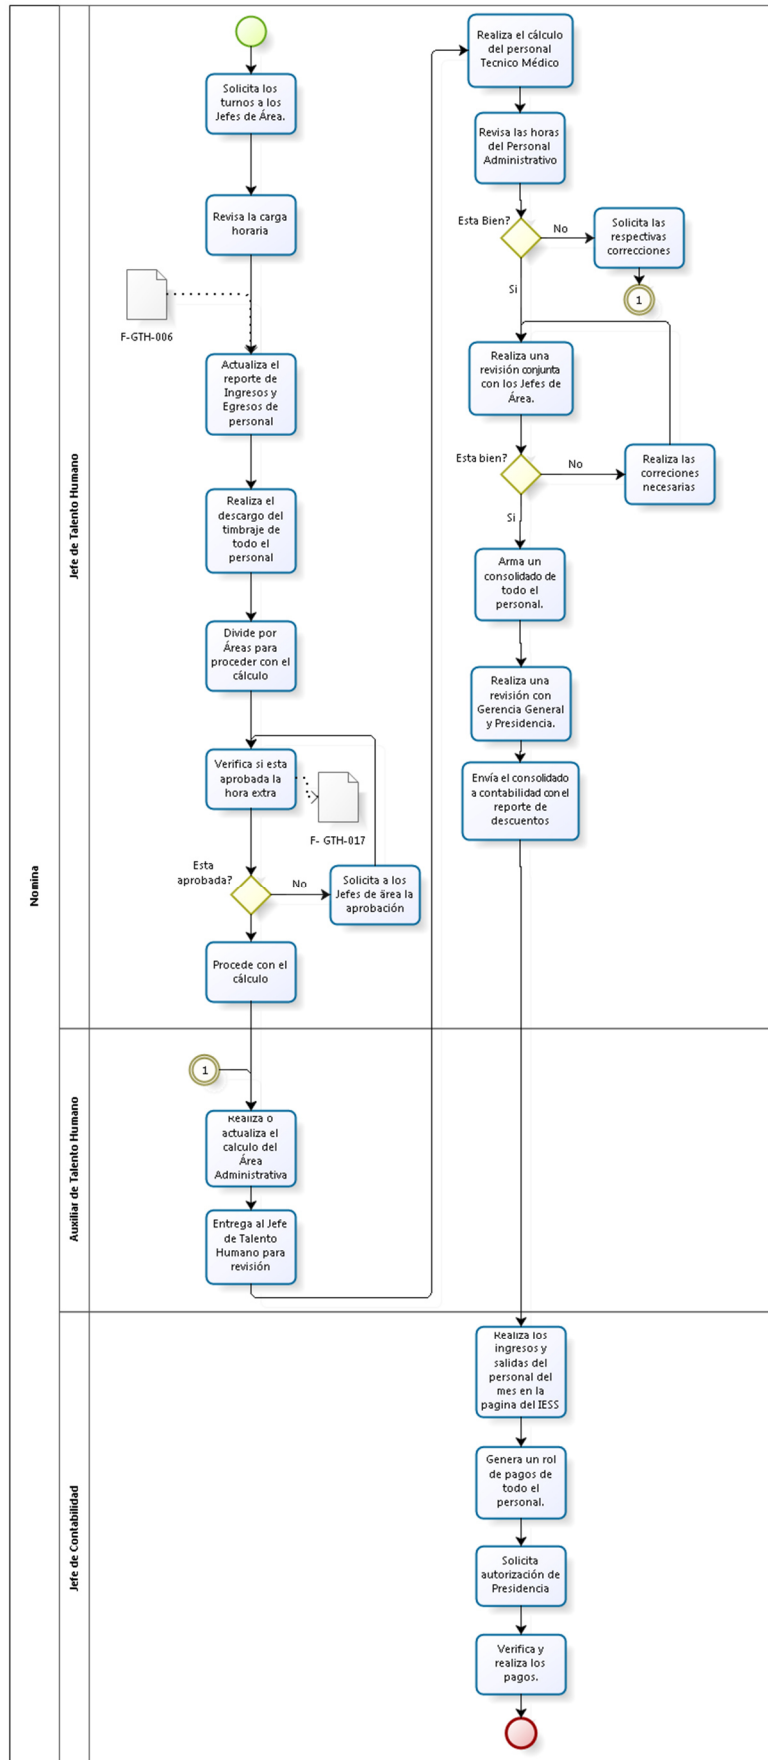 Nomina
Jefe de Talento Humano
Solicita los
turnos a los
Jefes de Área.
Revisa la carga
horaria
F-GTH-006
Actualiza el
reporte de
Ingresos y
Egresos de
personal
Realiza el
descargo del
timbraje de
todo el
personal
Divide por
Áreas para
proceder con el
cálculo
Verifica si esta
aprobada la
hora extra
F- GTH-017
Esta
aprobada?
No
Solicita a los
Jefes de área la
aprobación
Procede con el
cálculo
Realiza el cálculo
del personal
Tecnico Médico
Revisa las horas
del Personal
Administrativo
Esta Bien?
No
Solicita las
respectivas
correcciones
1
Si
Realiza una
revisión conjunta
con los Jefes de
Área.
Esta bien?
No
Realiza las
correciones
necesarias
Si
Arma un
consolidado de
todo el
personal.
Realiza una
revisión con
Gerencia General
y Presidencia.
Envía el consolidado
a contabilidad con el
reporte de
descuentos
Auxiliar de Talento Humano
1
Realiza o
actualiza el
calculo del
Área
Administrativa
Entrega al Jefe
de Talento
Humano para
revisión
Jefe de Contabilidad
Realiza los
ingresos y
salidas del
personal del
mes en la
pagina del IESS
Genera un rol
de pagos de
todo el
personal.
Solicita
autorización de
Presidencia
Verifica y
realiza los
pagos.